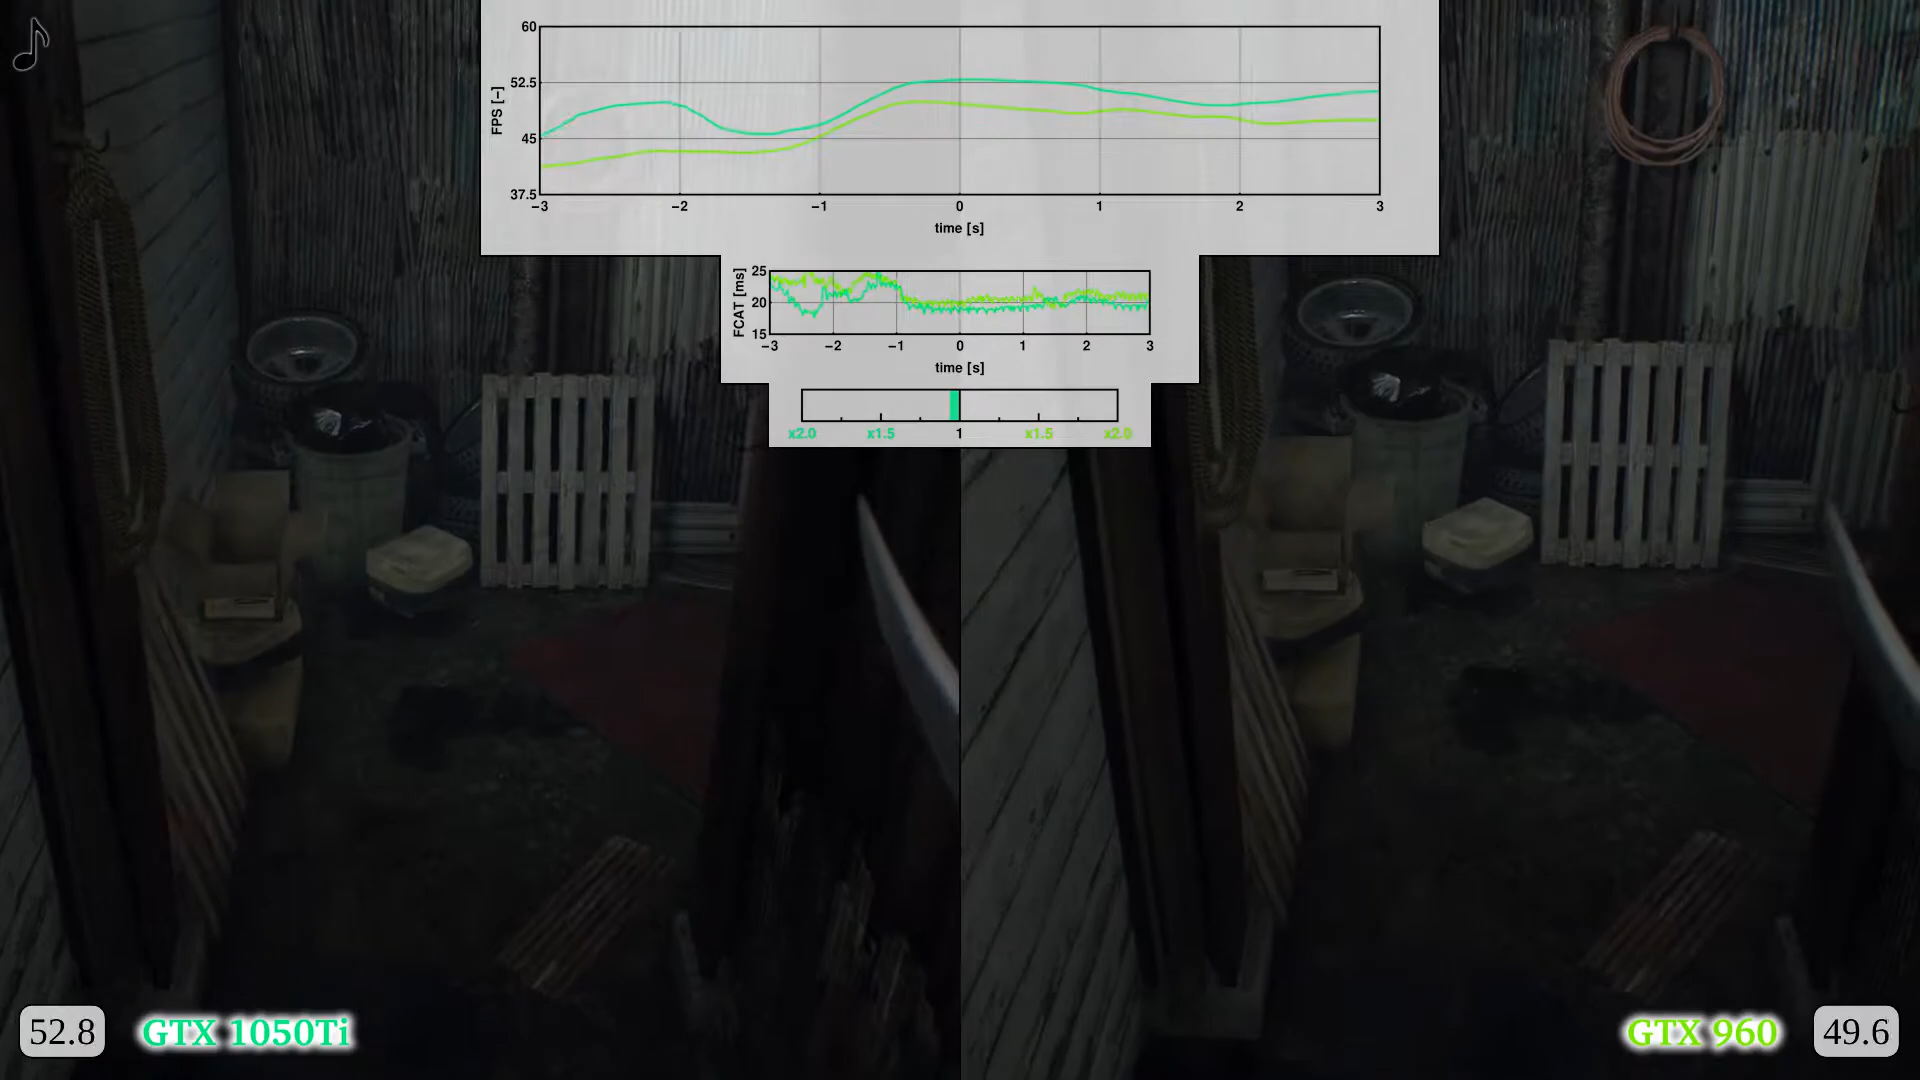 60
52.5
45
37.5
FPS [−]
−3 −2 −1 0 1 2 3
time [s]
25
20
15
FCAT [ms]
−3 −2 −1 0 1 2 3
time [s]
x2.0 x1.5 1 x1.5 x2.0
52.8 GTX 1050Ti GTX 960 49.6